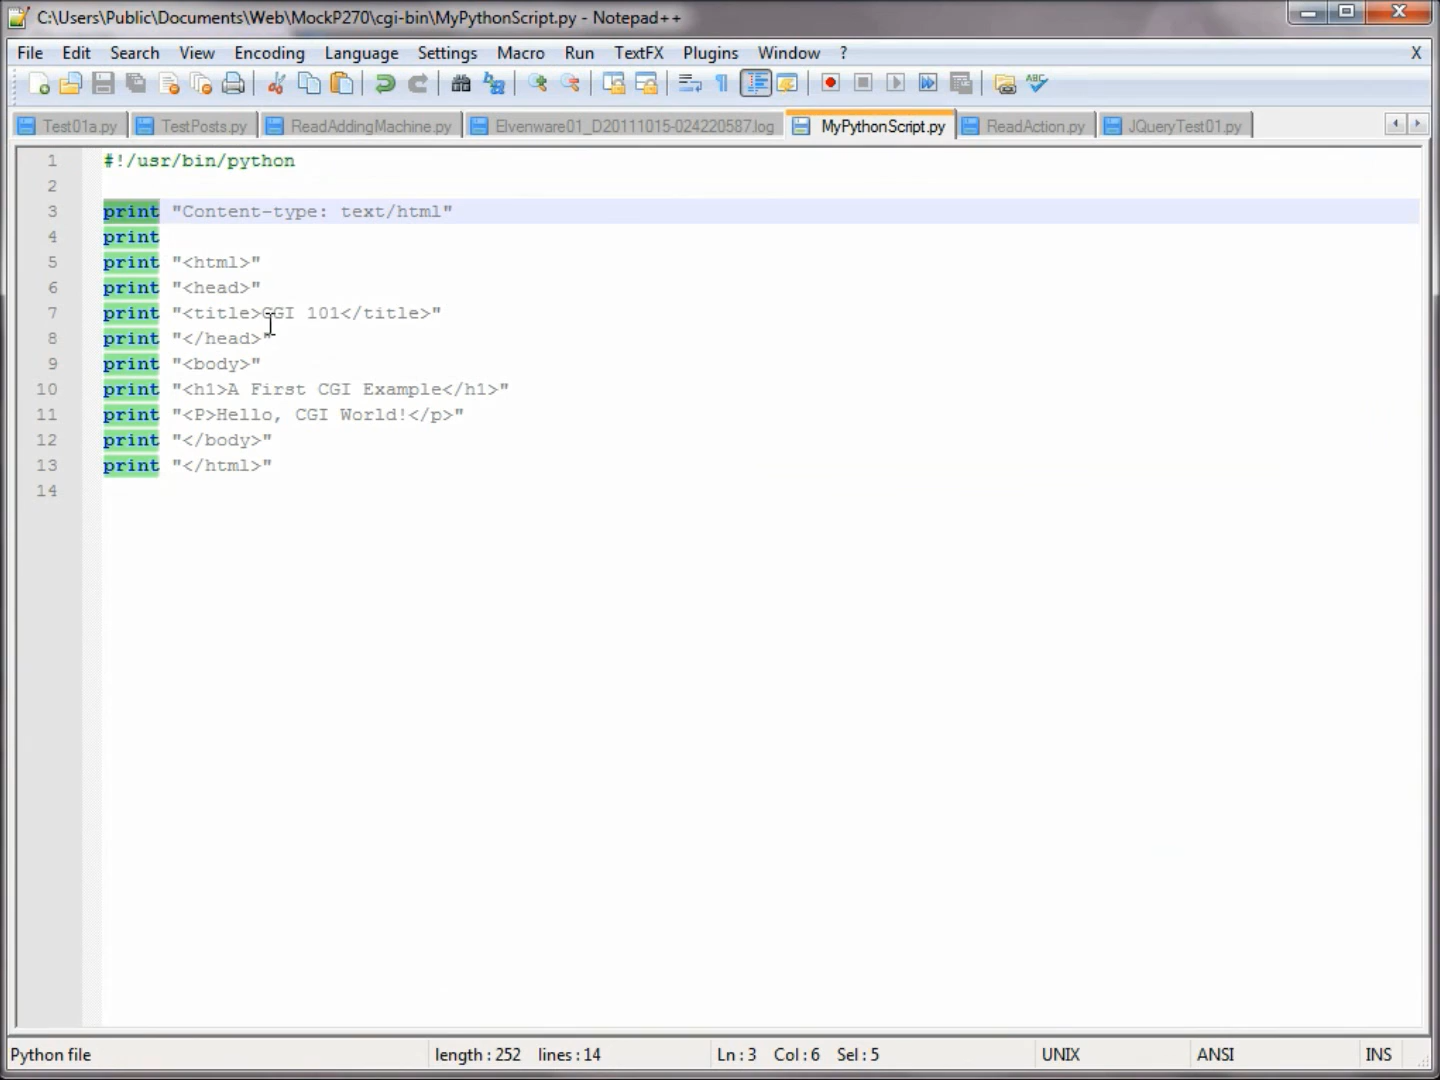 C:\Users\Public\Documents\Web\MockP270\cgi-bin\MyPythonScript.py - Notepad++
File Edit Search View Encoding Language Settings Macro Run TextFX Plugins Window ? X
ABC
Test01a.py TestPosts.py ReadAddingMachine.py Elvenware01_D20111015-024220587.log MyPythonScript.py ReadAction.py JQueryTest01.py
1 #!/usr/bin/python
2
3 print "Content-type: text/html"
4 print
5 print "<html>"
6 print "<head>"
7 print "<title>CGI 101</title>"
8 print "</head>"
9 print "<body>"
10 print "<h1>A First CGI Example</h1>"
11 print "<P>Hello, CGI World!</p>"
12 print "</body>"
13 print "</html>"
14
Python file length : 252 lines : 14 Ln : 3 Col : 6 Sel : 5 UNIX ANSI INS